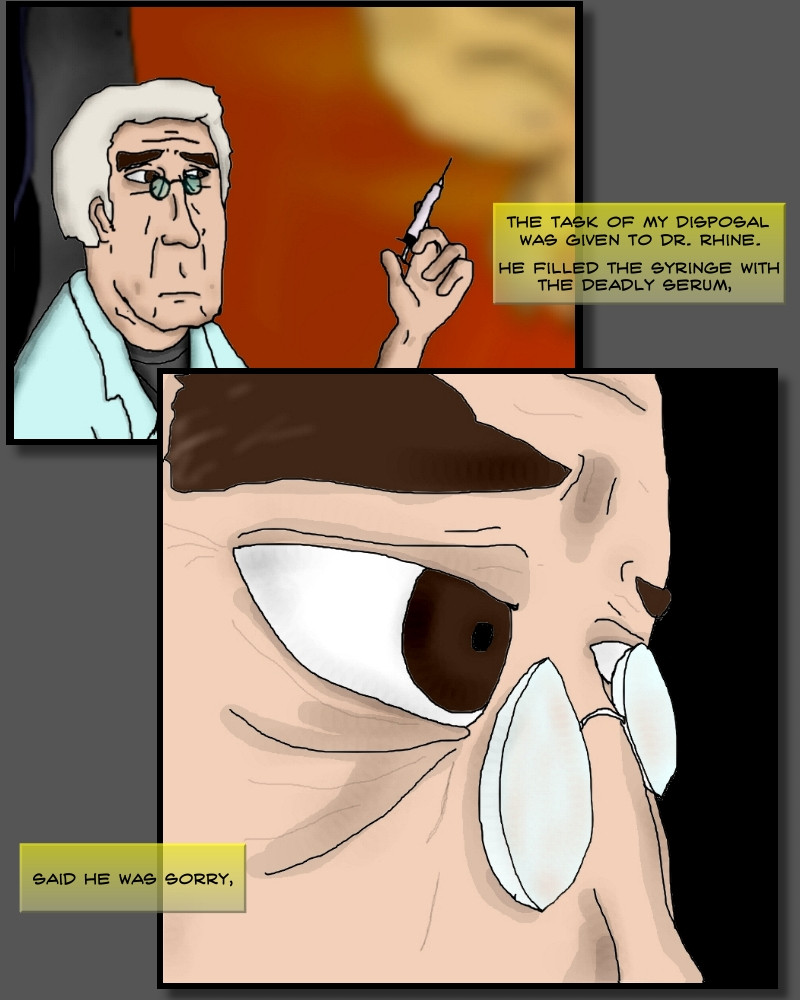 THE TASK OF MY DISPOSAL
WAS GIVEN TO DR. RHINE.
HE FILLED THE SYRINGE WITH
THE DEADLY SERUM,
SAID HE WAS SORRY,